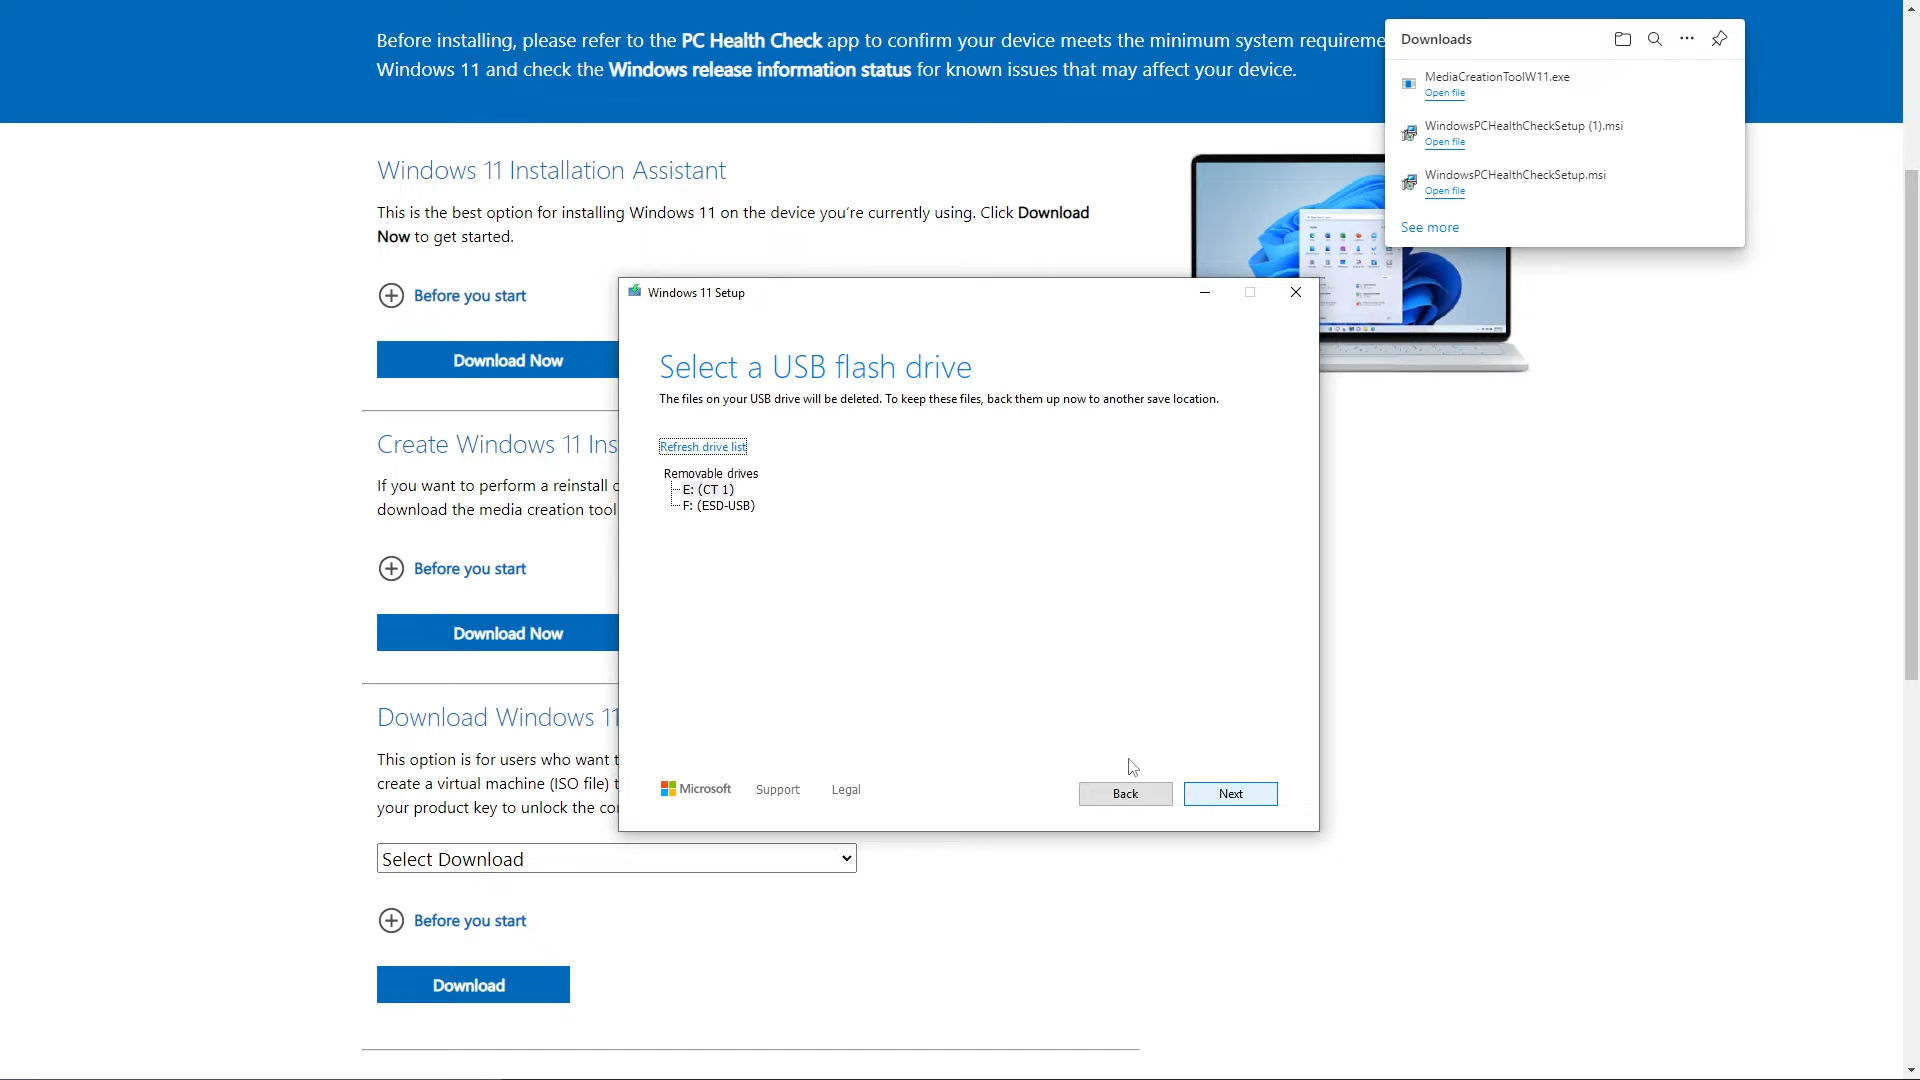 Before installing, please refer to the PC Health Check app to confirm your device meets the minimum system requireme
Windows 11 and check the Windows release information status for known issues that may affect your device.
Downloads
MediaCreationToolW11.exe
Open file
WindowsPCHealthCheckSetup (1).msi
Open file
WindowsPCHealthCheckSetup.msi
Open file
See more
Windows 11 Installation Assistant
This is the best option for installing Windows 11 on the device you're currently using. Click Download
Now to get started.
Before you start
Download Now
Create Windows 11 Ins
If you want to perform a reinstall
download the media creation tool
Before you start
Download Now
Download Windows 11
This option is for users who want
create a virtual machine (ISO file)
your product key to unlock the
Select Download
Before you start
Download
Windows 11 Setup
Select a USB flash drive
The files on your USB drive will be deleted. To keep these files, back them up now to another save location.
Refresh drive list
Removable drives
E: (CT 1)
F: (ESD-USB)
Microsoft
Support
Legal
Back
Next